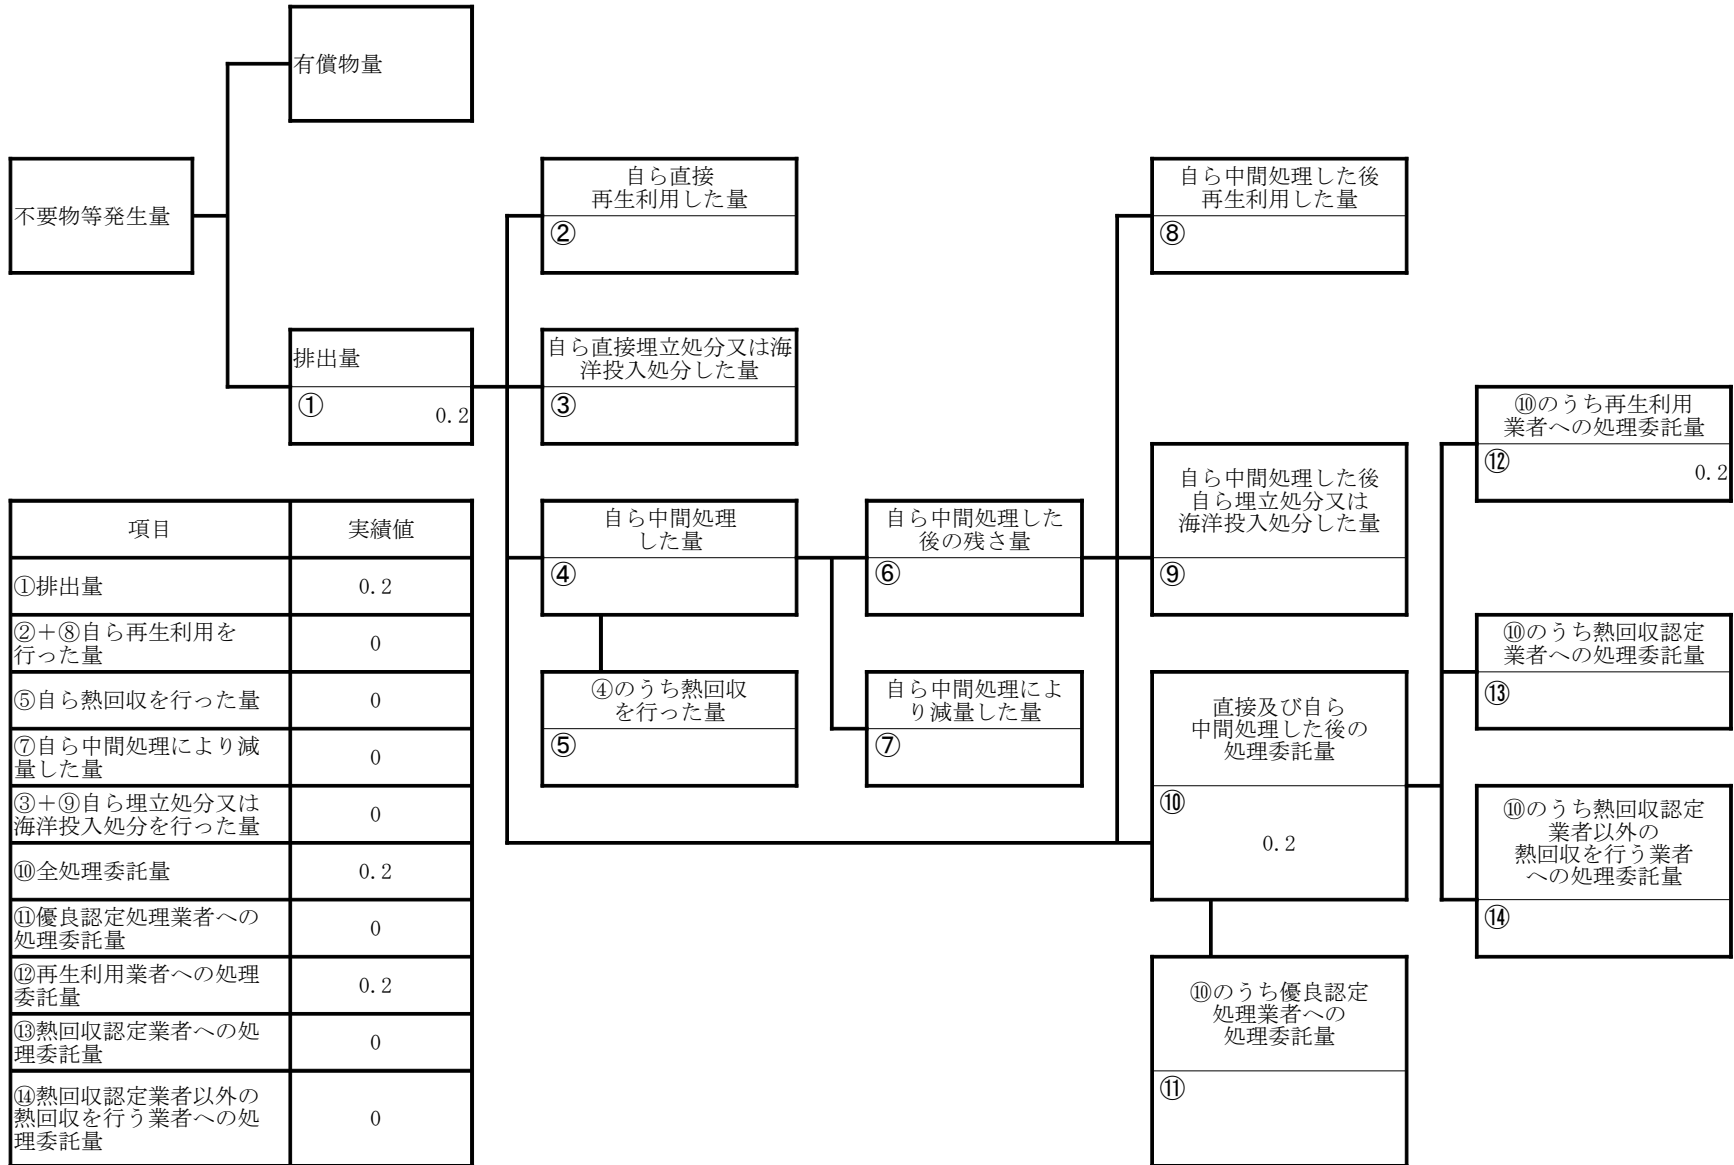 有償物量
不要物等発生量
排出量
①
0.2
自ら直接
再生利用した量
②
自ら直接埋立処分又は海
洋投入処分した量
③
自ら中間処理
した量
④
④のうち熱回収
を行った量
⑤
自ら中間処理した
後の残さ量
⑥
自ら中間処理によ
り減量した量
⑦
自ら中間処理した後
再生利用した量
⑧
自ら中間処理した後
自ら埋立処分又は
海洋投入処分した量
⑨
直接及び自ら
中間処理した後の
処理委託量
⑩
0.2
⑩のうち優良認定
処理業者への
処理委託量
⑪
⑩のうち再生利用
業者への処理委託量
⑫
0.2
⑩のうち熱回収認定
業者への処理委託量
⑬
⑩のうち熱回収認定
業者以外の
熱回収を行う業者
への処理委託量
⑭
項目 実績値
①排出量 0.2
②+⑧自ら再生利用を
行った量 0
⑤自ら熱回収を行った量 0
⑦自ら中間処理により減
量した量 0
③+⑨自ら埋立処分又は
海洋投入処分を行った量 0
⑩全処理委託量 0.2
⑪優良認定処理業者への
処理委託量 0
⑫再生利用業者への処理
委託量 0.2
⑬熱回収認定業者への処
理委託量 0
⑭熱回収認定業者以外の
熱回収を行う業者への処
理委託量 0